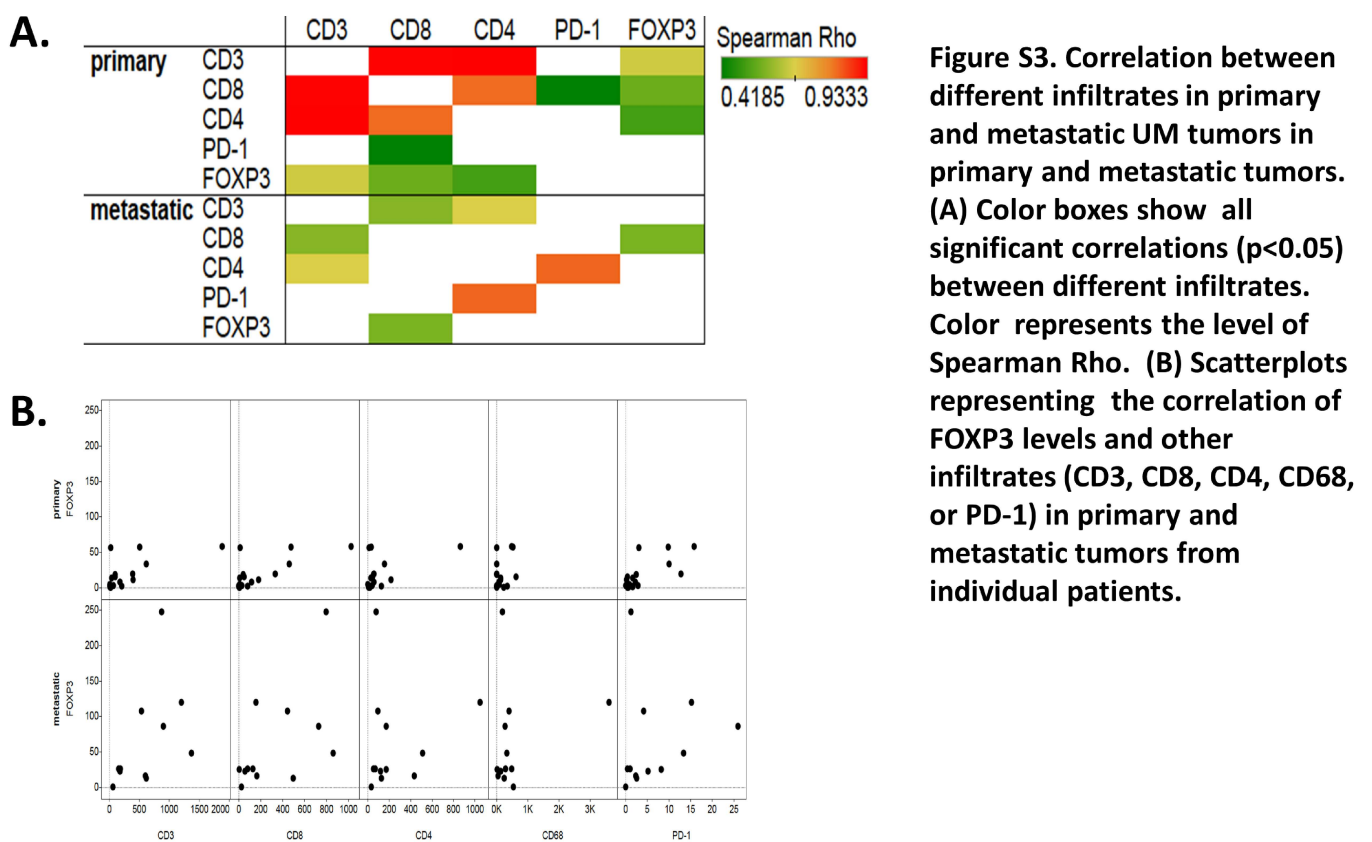 A.
CD3 CD8 CD4 PD-1 FOXP3
primary CD3
CD8
CD4
PD-1
FOXP3
metastatic CD3
CD8
CD4
PD-1
FOXP3
Spearman Rho
0.4185 0.9333
Figure S3. Correlation between
different infiltrates in primary
and metastatic UM tumors in
primary and metastatic tumors.
(A) Color boxes show all
significant correlations (p<0.05)
between different infiltrates.
Color represents the level of
Spearman Rho. (B) Scatterplots
representing the correlation of
FOXP3 levels and other
infiltrates (CD3, CD8, CD4, CD68,
or PD-1) in primary and
metastatic tumors from
individual patients.
B.
primary
FOXP3
250
200
150
100
50
0
metastatic
FOXP3
250
200
150
100
50
0
0 500 1000 1500 2000
0 200 400 600 800 1000
0 200 400 600 800 1000
0K 1K 3K
0 5 10 15 20 25
CD3 CD8 CD4 CD68 PD-1